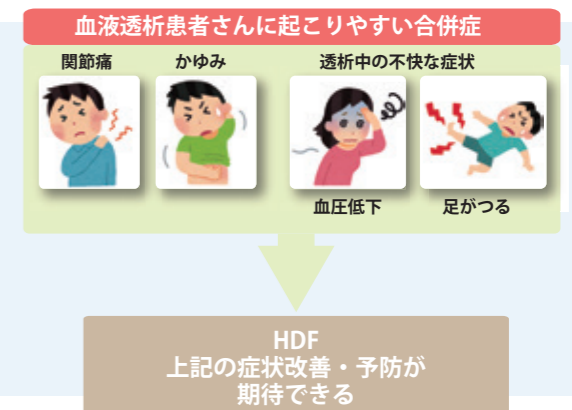 血液透析患者さんに起こりやすい合併症
関節痛
かゆみ
透析中の不快な症状
血圧低下
足がつる
HDF
上記の症状改善・予防が
期待できる